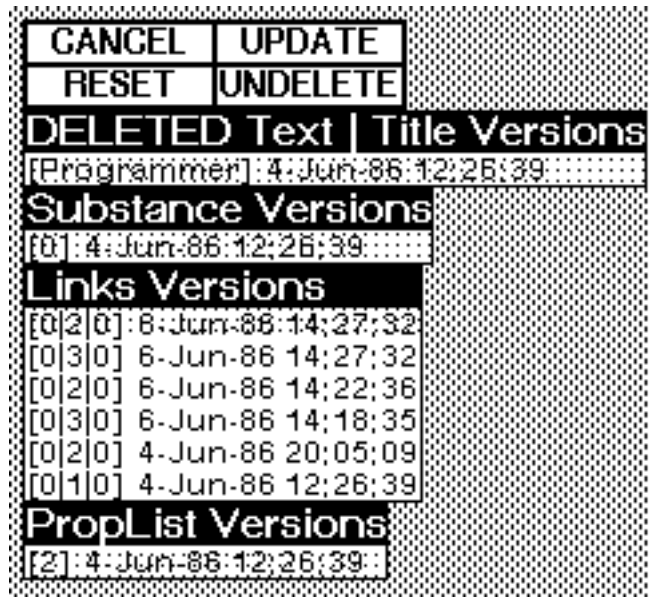 CANCEL UPDATE
RESET UNDELETE
DELETED Text | Title Versions
[Programmer] 4-Jun-86 12:26:39
Substance Versions
[0] 4-Jun-86 12:26:39
Links Versions
[0|2|0] 6-Jun-86 14:27:32
[0|3|0] 6-Jun-86 14:27:32
[0|2|0] 6-Jun-86 14:22:36
[0|3|0] 6-Jun-86 14:18:35
[0|2|0] 4-Jun-86 20:05:09
[0|1|0] 4-Jun-86 12:26:39
PropList Versions
[2] 4-Jun-86 12:26:39